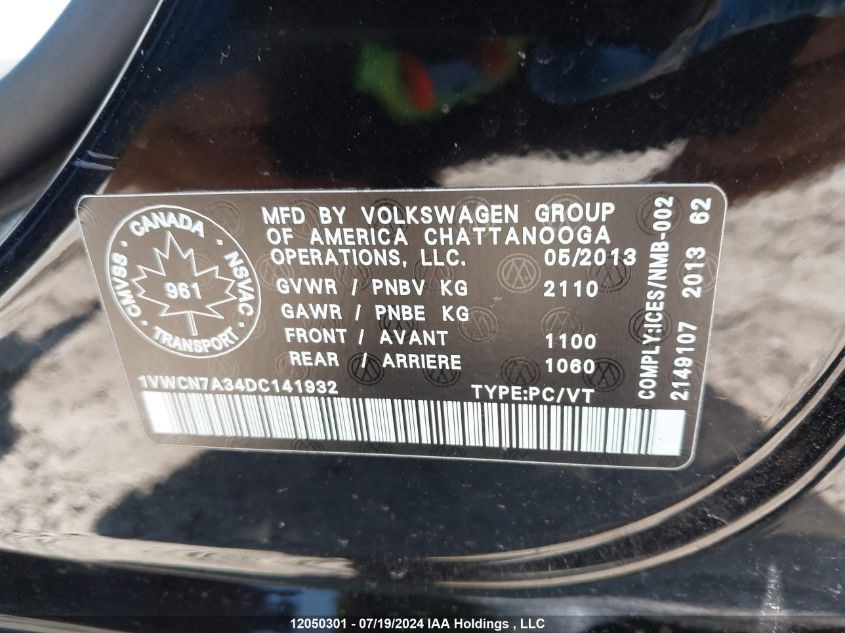 CANADA
CMVSS · NSVAC
961
TRANSPORT
MFD BY VOLKSWAGEN GROUP
OF AMERICA CHATTANOOGA
OPERATIONS, LLC. 05/2013
GVWR / PNBV KG 2110
GAWR / PNBE KG
FRONT / AVANT 1100
REAR / ARRIERE 1060
1VWCN7A34DC141932 TYPE:PC/VT
COMPLY:ICES/NMB-002
2149107 2013 62
12050301 - 07/19/2024 IAA Holdings , LLC